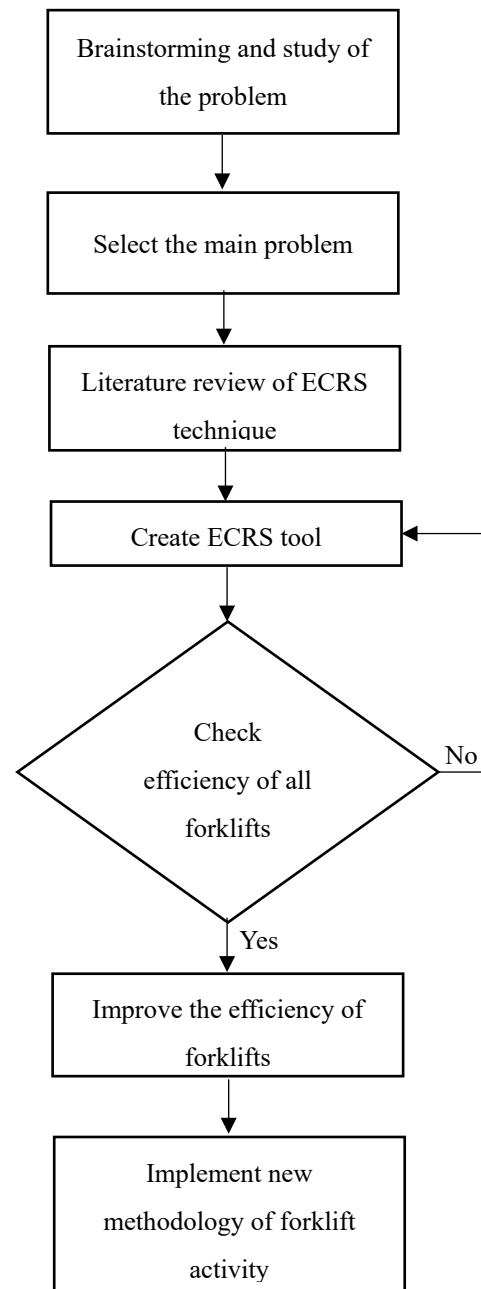 Brainstorming and study of
the problem
Select the main problem
Literature review of ECRS
technique
Create ECRS tool
Check
efficiency of all
forklifts
No
Yes
Improve the efficiency of
forklifts
Implement new
methodology of forklift
activity